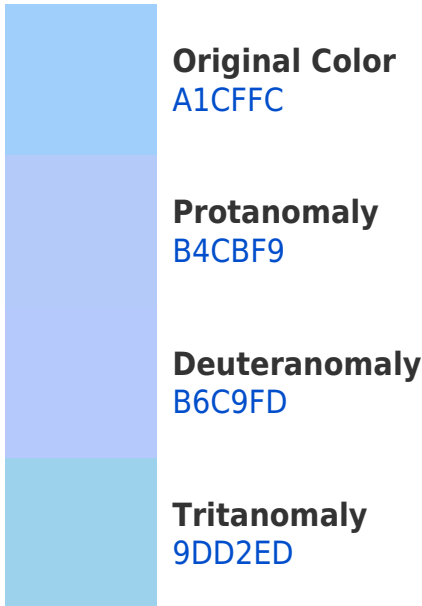 Original Color
A1CFFC
Protanomaly
B4CBF9
Deuteranomaly
B6C9FD
Tritanomaly
9DD2ED